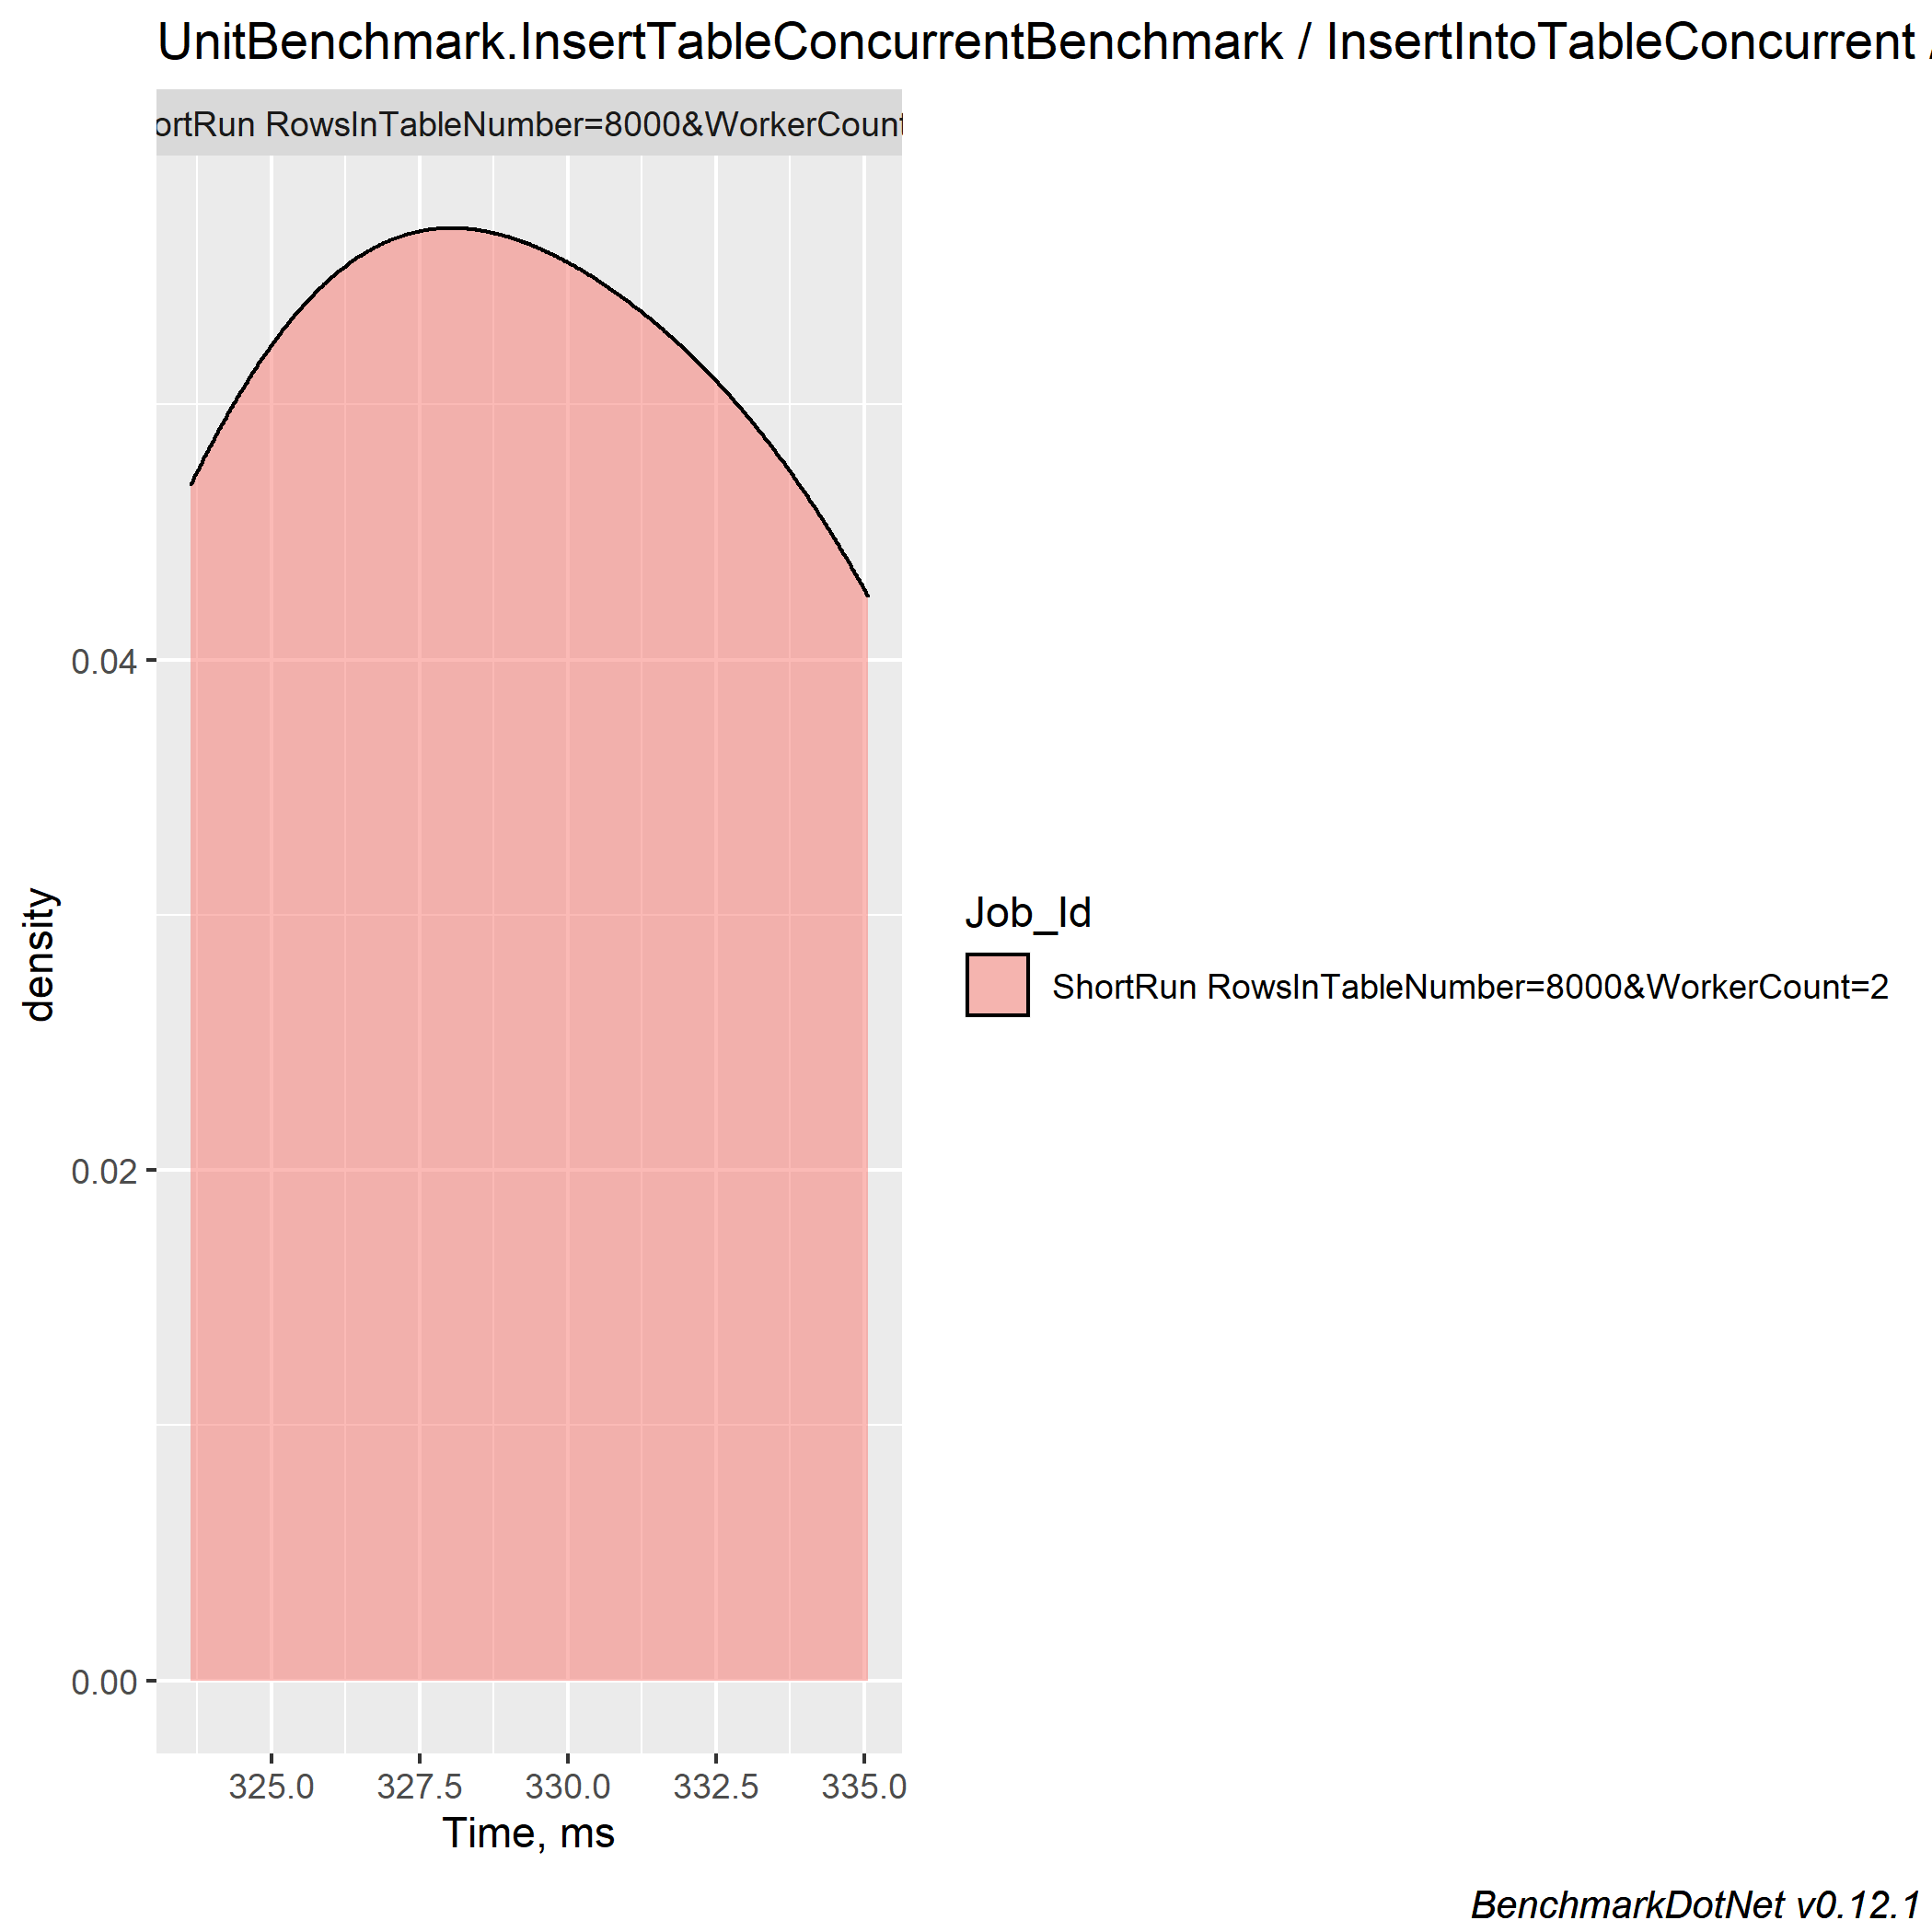 UnitBenchmark.InsertTableConcurrentBenchmark / InsertIntoTableConcurrent /
ortRun RowsInTableNumber=8000&WorkerCount
density
0.04
0.02
0.00
325.0 327.5 330.0 332.5 335.0
Time, ms
Job_Id
ShortRun RowsInTableNumber=8000&WorkerCount=2
BenchmarkDotNet v0.12.1